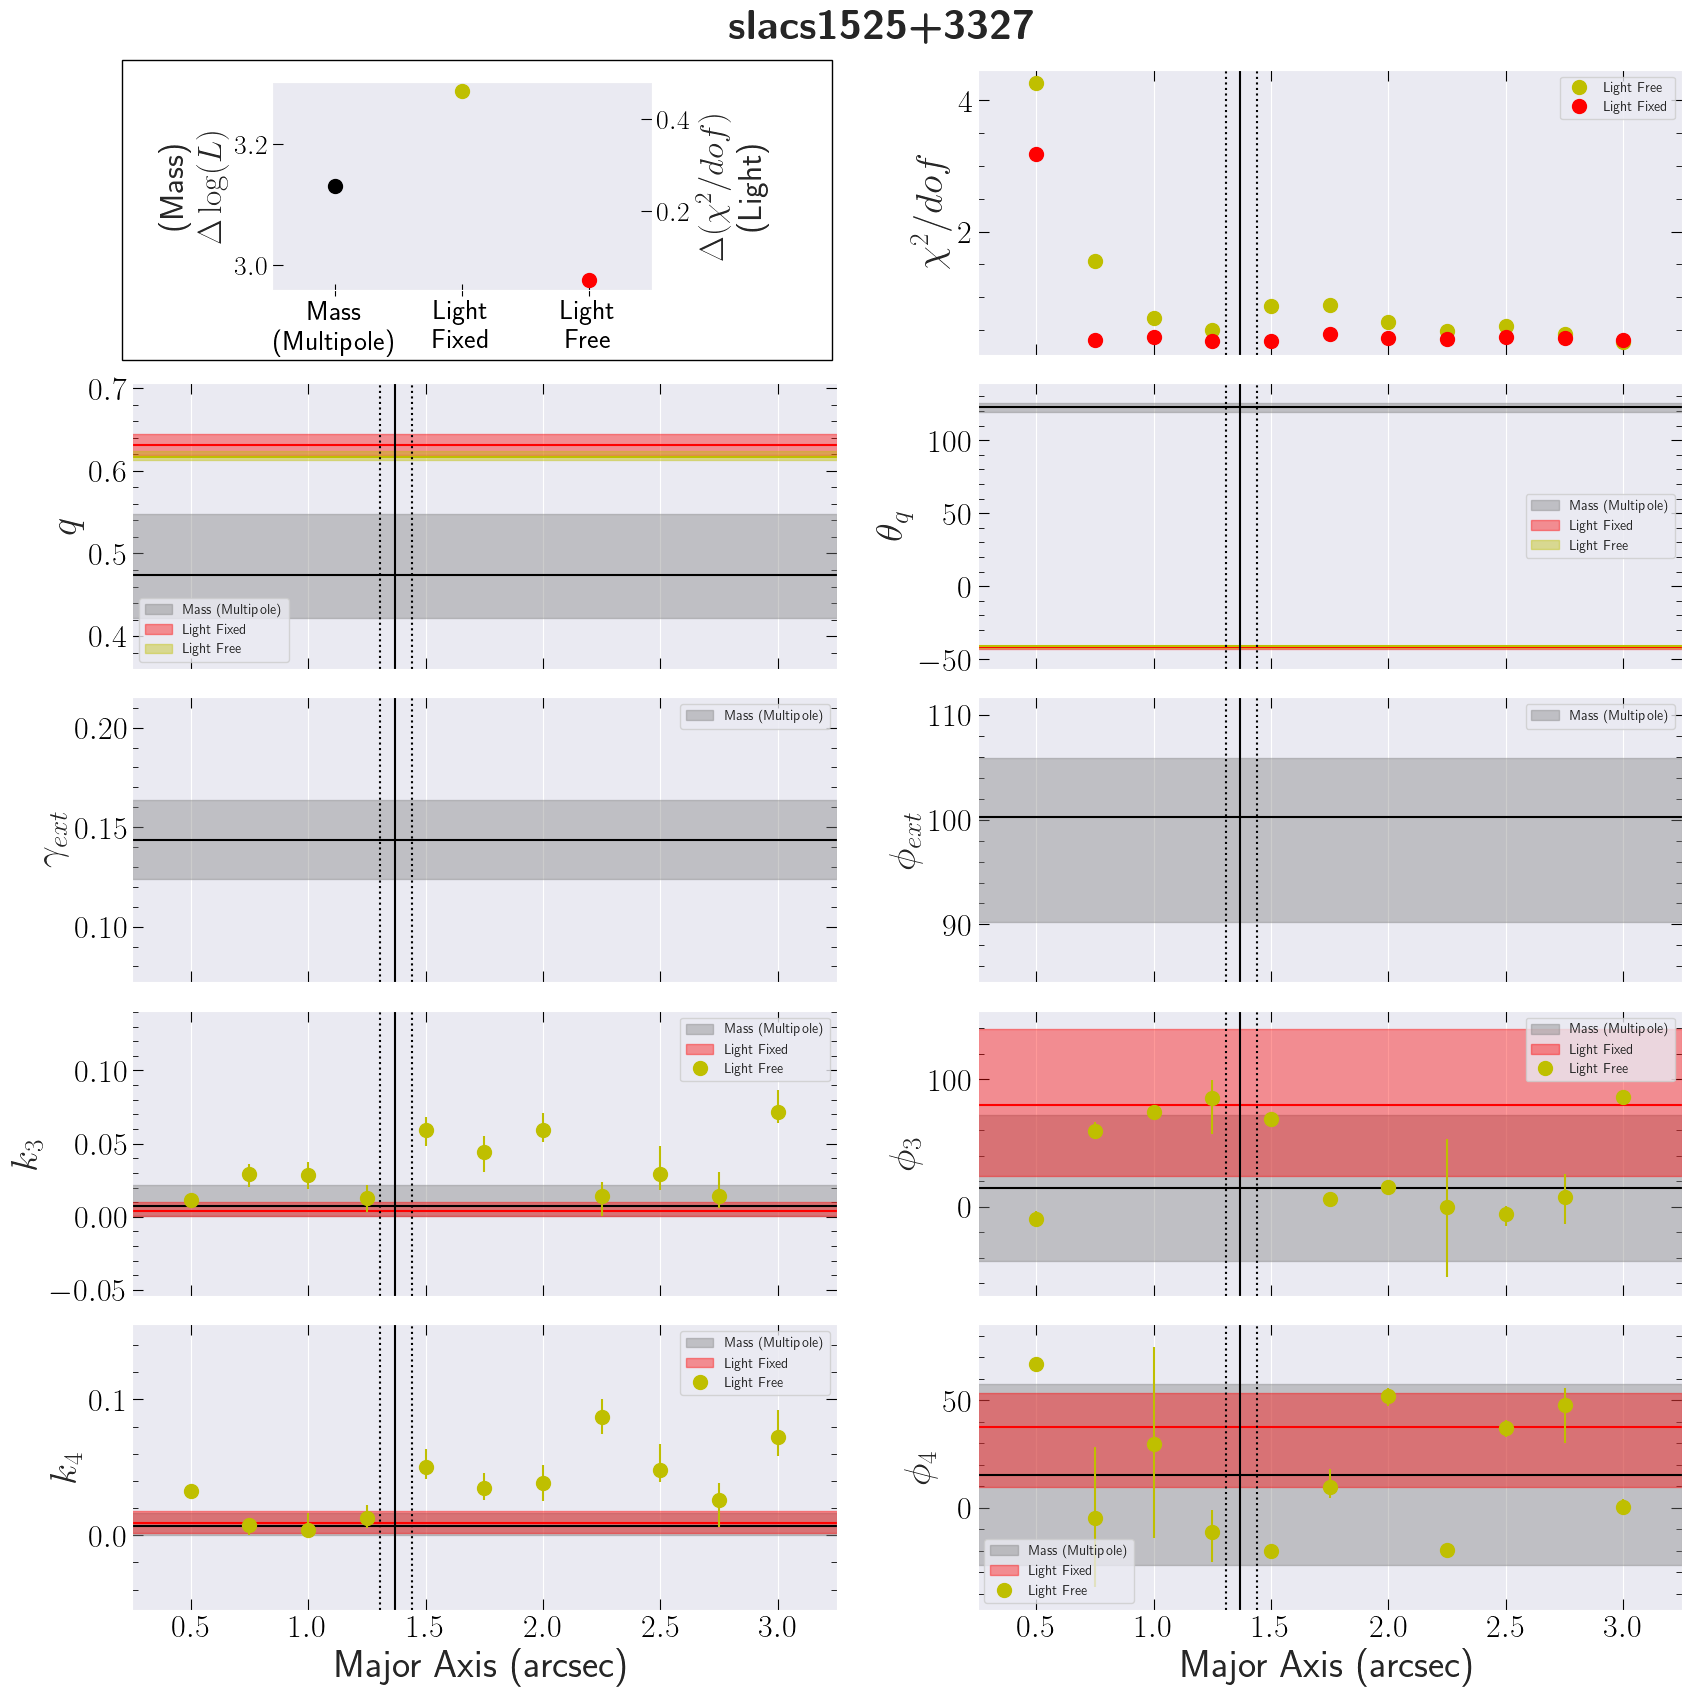 slacs1525+3327
(Mass)
Δ log(L)
3.2
3.0
0.4
0.2
Δ(χ²/dof)
(Light)
Mass
(Multipole)
Light
Fixed
Light
Free
χ²/dof
4
2
Light Free
Light Fixed
q
0.7
0.6
0.5
0.4
Mass (Multipole)
Light Fixed
Light Free
θ_q
100
50
0
−50
Mass (Multipole)
Light Fixed
Light Free
γ_ext
0.20
0.15
0.10
Mass (Multipole)
ϕ_ext
110
100
90
Mass (Multipole)
k_3
0.10
0.05
0.00
−0.05
Mass (Multipole)
Light Fixed
Light Free
ϕ_3
100
0
Mass (Multipole)
Light Fixed
Light Free
k_4
0.1
0.0
Mass (Multipole)
Light Fixed
Light Free
0.5 1.0 1.5 2.0 2.5 3.0
Major Axis (arcsec)
ϕ_4
50
0
Mass (Multipole)
Light Fixed
Light Free
0.5 1.0 1.5 2.0 2.5 3.0
Major Axis (arcsec)